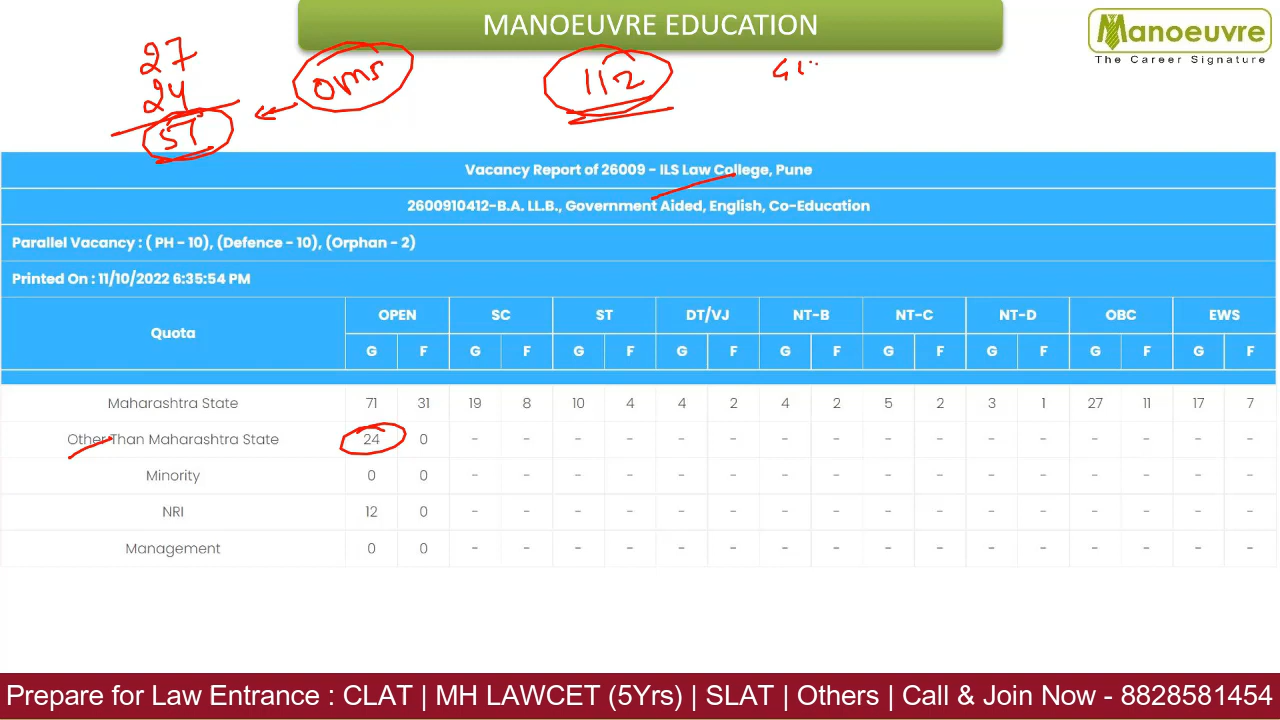 MANOEUVRE EDUCATION
Manoeuvre
The Career Signature
27
24
51
OMS
112
Vacancy Report of 26009 - ILS Law College, Pune
2600910412-B.A. LL.B., Government Aided, English, Co-Education
Parallel Vacancy : ( PH - 10), (Defence - 10), (Orphan - 2)
Printed On : 11/10/2022 6:35:54 PM
Quota OPEN SC ST DT/VJ NT-B NT-C NT-D OBC EWS
G F G F G F G F G F G F G F G F G F
Maharashtra State 71 31 19 8 10 4 4 2 4 2 5 2 3 1 27 11 17 7
Other Than Maharashtra State 24 0 - - - - - - - - - - - - - - - -
Minority 0 0 - - - - - - - - - - - - - - - -
NRI 12 0 - - - - - - - - - - - - - - - -
Management 0 0 - - - - - - - - - - - - - - - -
Prepare for Law Entrance : CLAT | MH LAWCET (5Yrs) | SLAT | Others | Call & Join Now - 8828581454